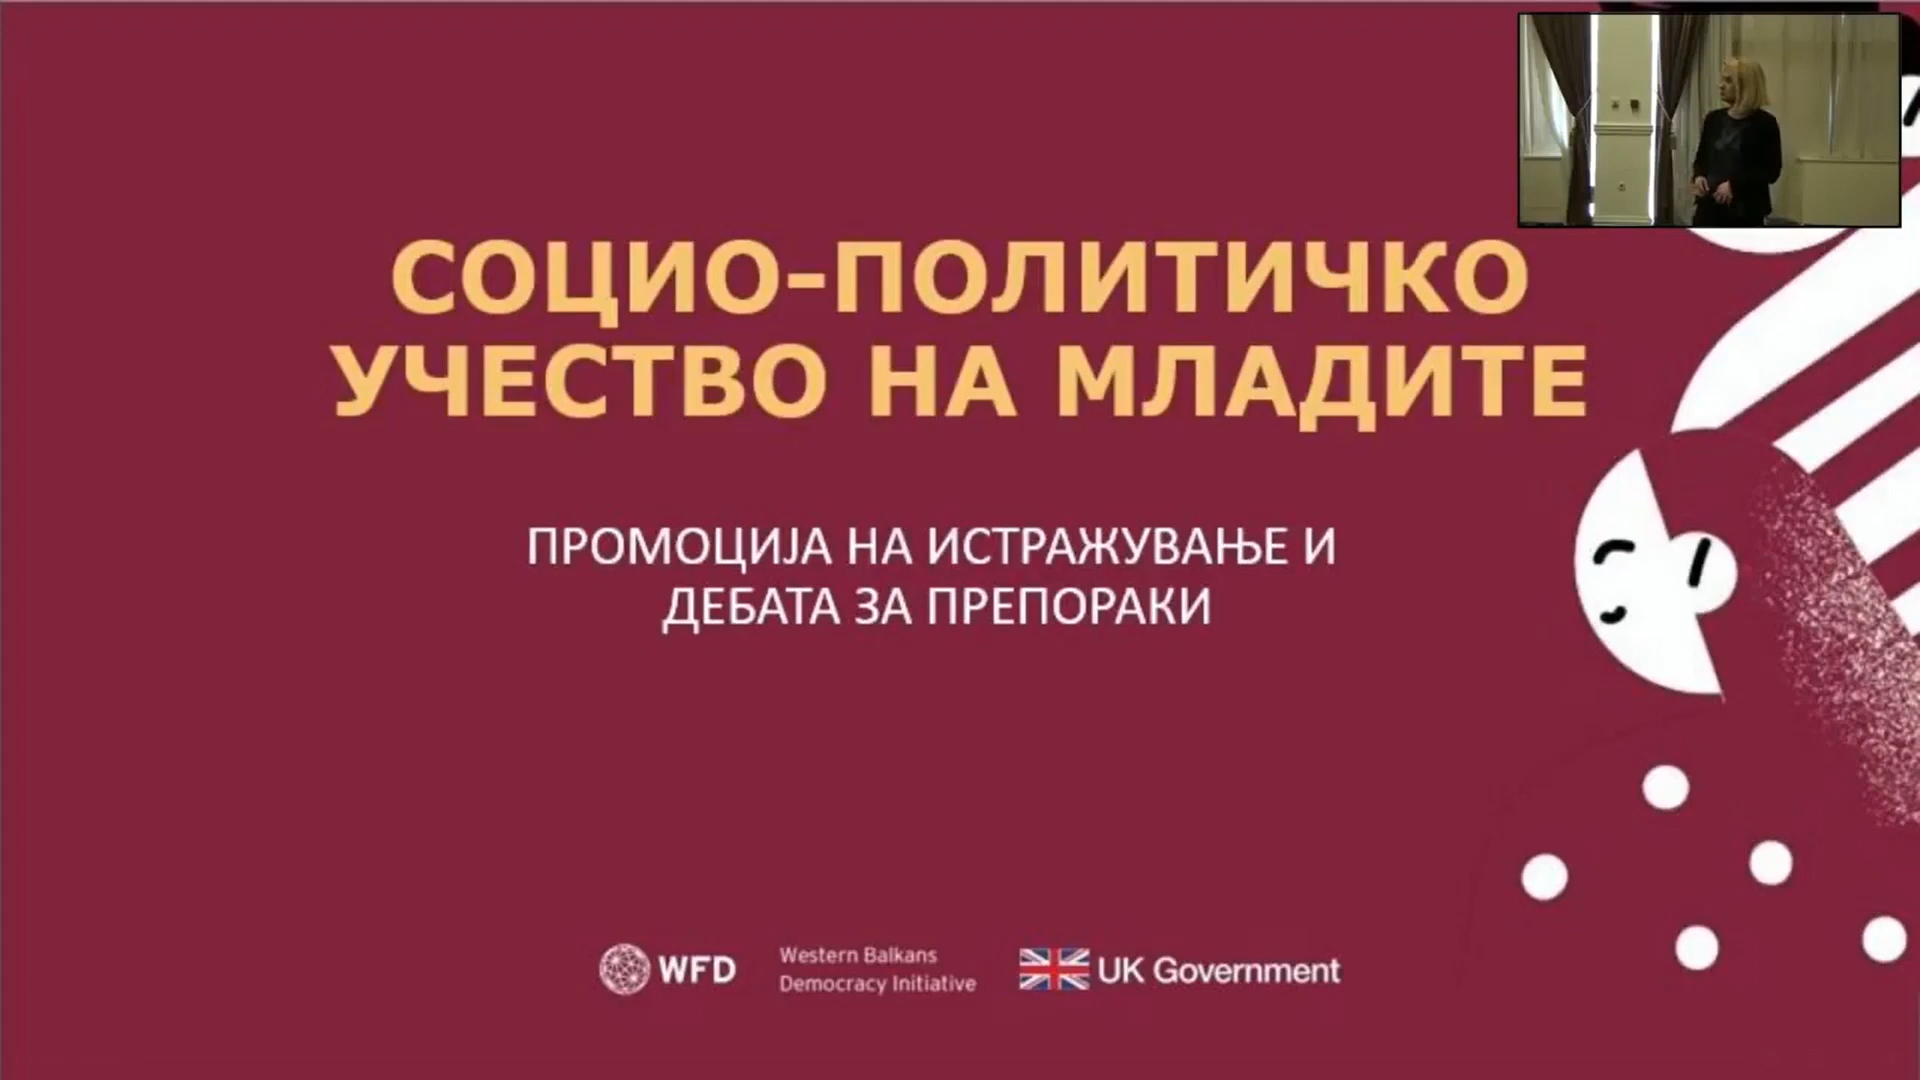 СОЦИО-ПОЛИТИЧКО
УЧЕСТВО НА МЛАДИТЕ
ПРОМОЦИЈА НА ИСТРАЖУВАЊЕ И
ДЕБАТА ЗА ПРЕПОРАКИ
WFD
Western Balkans
Democracy Initiative
UK Government